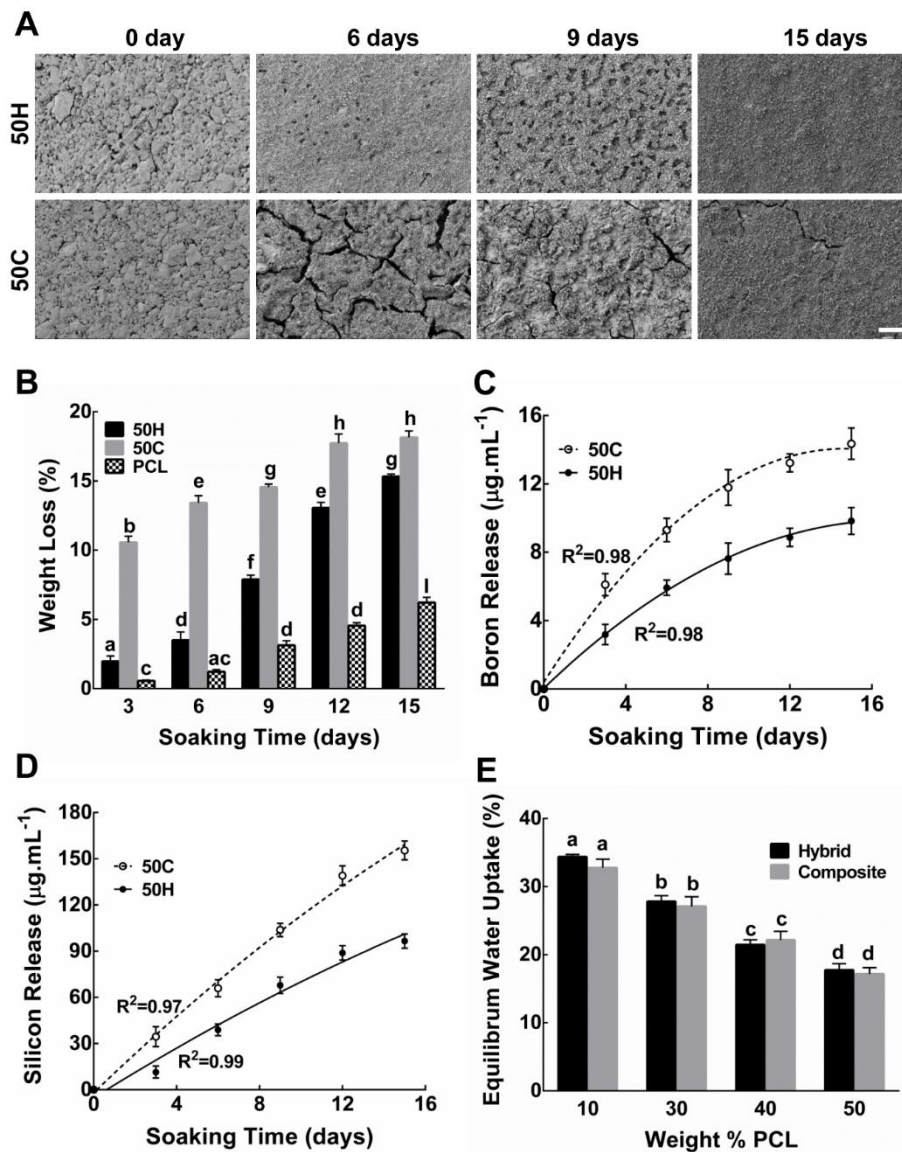 A
0 day 6 days 9 days 15 days
50H
50C
B
Weight Loss (%)
20
15
10
5
0
50H
50C
PCL
a b c
d e ac
f g d
e h d
g h l
3 6 9 12 15
Soaking Time (days)
C
Boron Release (µg.mL⁻¹)
16
12
8
4
0
50C
50H
R²=0.98
R²=0.98
0 4 8 12 16
Soaking Time (days)
D
Silicon Release (µg.mL⁻¹)
180
150
120
90
60
30
0
50C
50H
R²=0.97
R²=0.99
0 4 8 12 16
Soaking Time (days)
E
Equilibrum Water Uptake (%)
40
30
20
10
0
Hybrid
Composite
a a
b b
c c
d d
10 30 40 50
Weight % PCL